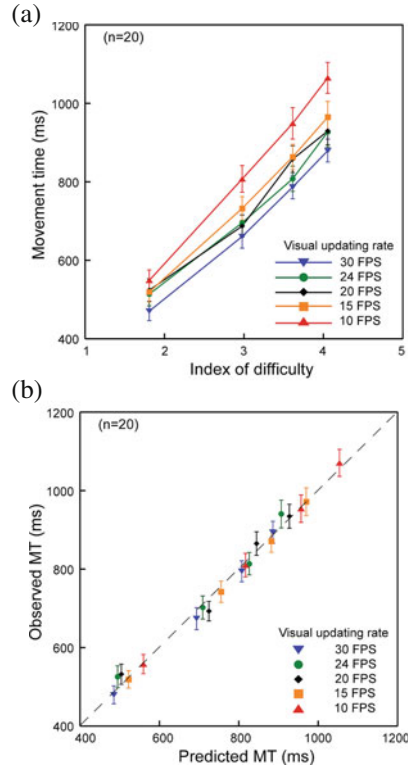 (a)
1200
(n=20)
1000
800
600
400
Movement time
(ms)
Visual updating rate
30 FPS
24 FPS
20 FPS
15 FPS
10 FPS
1 2 3 4 5
Index of difficulty
(b)
1200
(n=20)
1000
800
600
400
Observed MT
(ms)
Visual updating rate
30 FPS
24 FPS
20 FPS
15 FPS
10 FPS
400 600 800 1000 1200
Predicted MT (ms)